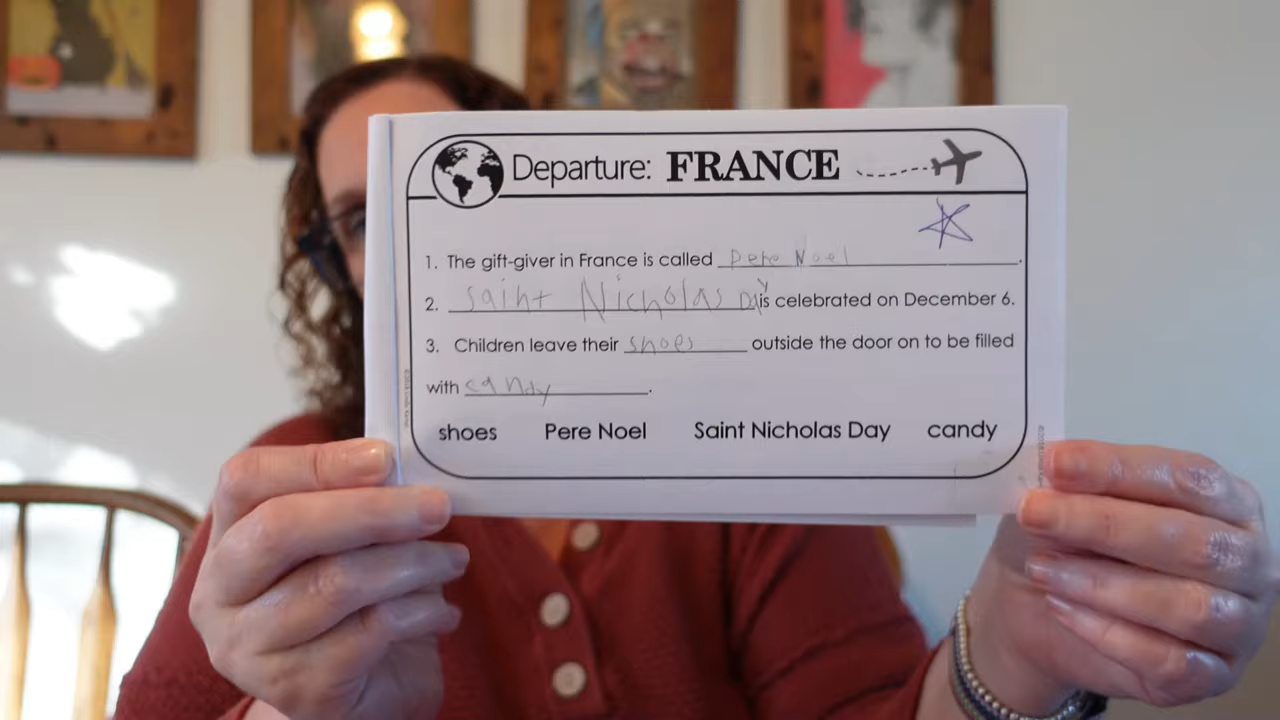 Departure: FRANCE
1. The gift-giver in France is called Pere Noel.
2. Saint Nicholas Day is celebrated on December 6.
3. Children leave their shoes outside the door on to be filled
with candy.
shoes Pere Noel Saint Nicholas Day candy